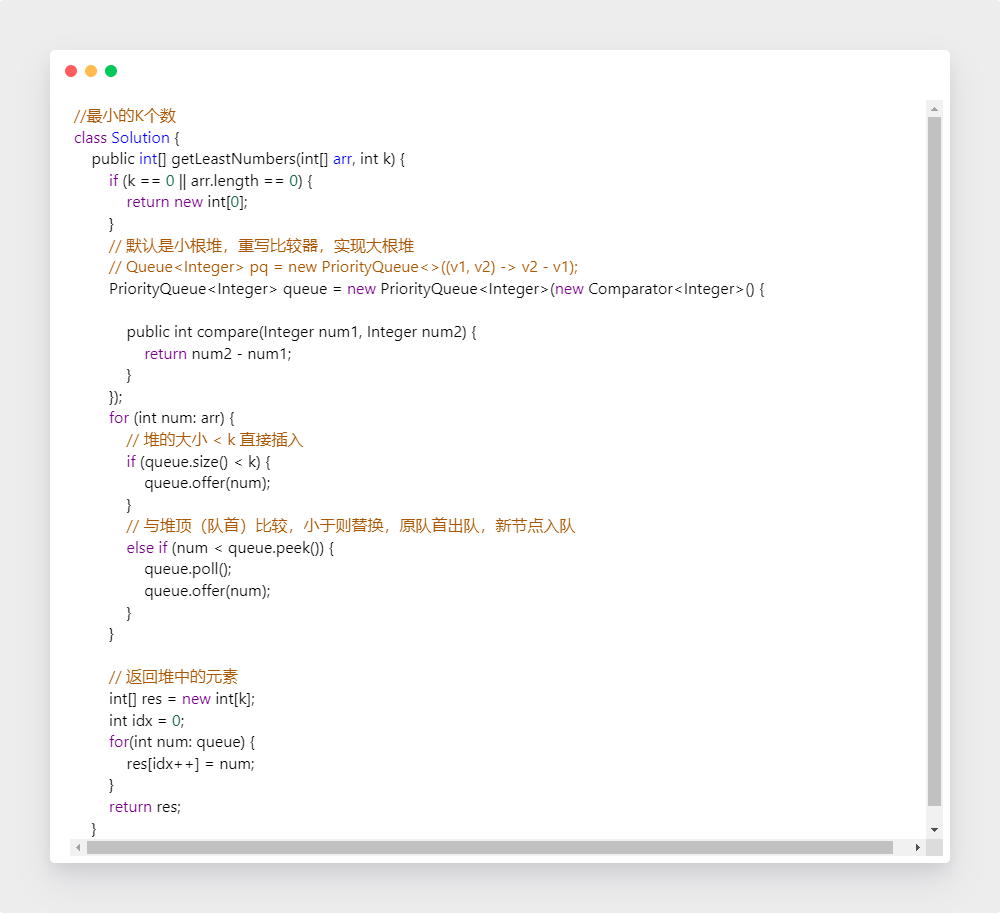 //最小的K个数
class Solution {
    public int[] getLeastNumbers(int[] arr, int k) {
        if (k == 0 || arr.length == 0) {
            return new int[0];
        }
        // 默认是小根堆，重写比较器，实现大根堆
        // Queue<Integer> pq = new PriorityQueue<>((v1, v2) -> v2 - v1);
        PriorityQueue<Integer> queue = new PriorityQueue<Integer>(new Comparator<Integer>() {

            public int compare(Integer num1, Integer num2) {
                return num2 - num1;
            }
        });
        for (int num: arr) {
            // 堆的大小 < k 直接插入
            if (queue.size() < k) {
                queue.offer(num);
            }
            // 与堆顶（队首）比较，小于则替换，原队首出队，新节点入队
            else if (num < queue.peek()) {
                queue.poll();
                queue.offer(num);
            }
        }

        // 返回堆中的元素
        int[] res = new int[k];
        int idx = 0;
        for(int num: queue) {
            res[idx++] = num;
        }
        return res;
    }